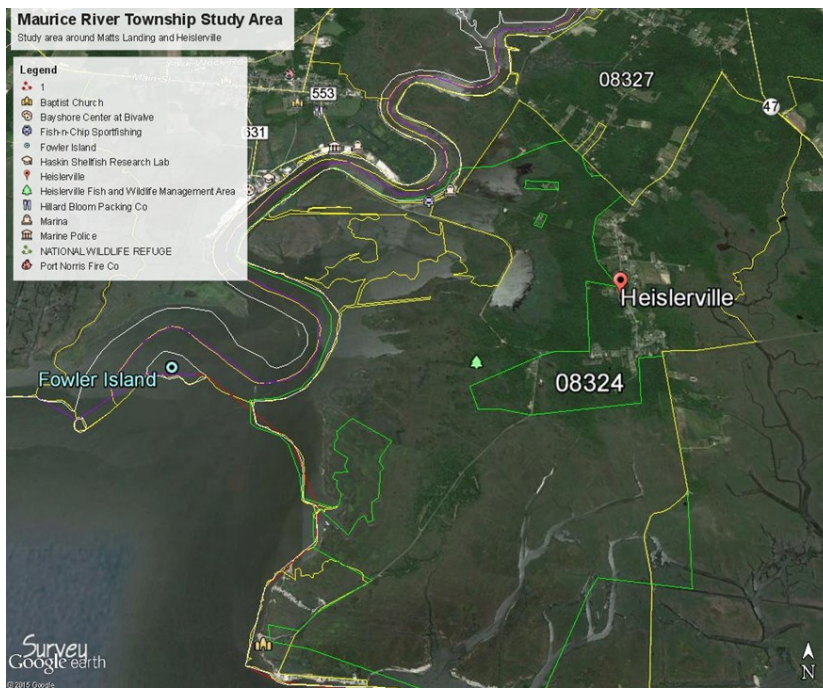 Maurice River Township Study Area
Study area around Matts Landing and Heislerville
Legend
1
Baptist Church
Bayshore Center at Bivalve
Fish-n-Chip Sportfishing
Fowler Island
Haskin Shellfish Research Lab
Heislerville
Heislerville Fish and Wildlife Management Area
Hillard Bloom Packing Co
Marina
Marine Police
NATIONAL WILDLIFE REFUGE
Port Norris Fire Co
553
631
08327
47
Heislerville
Fowler Island
08324
Survey
Google earth
© 2015 Google
N